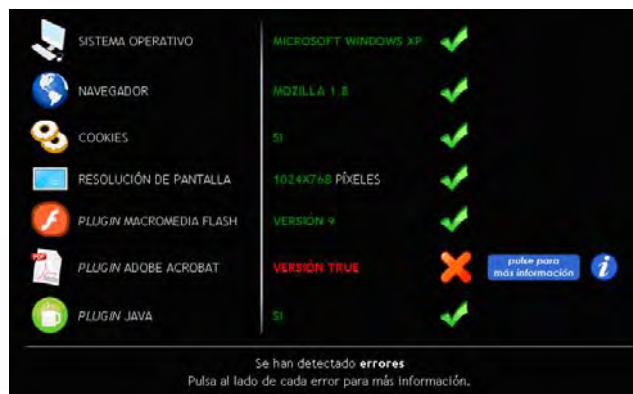 SISTEMA OPERATIVO MICROSOFT WINDOWS XP
NAVEGADOR MOZILLA 1.8
COOKIES SI
RESOLUCIÓN DE PANTALLA 1024X768 PÍXELES
PLUGIN MACROMEDIA FLASH VERSIÓN 9
PDF
PLUGIN ADOBE ACROBAT VERSIÓN TRUE pulse para
más información
PLUGIN JAVA SI
Se han detectado errores
Pulsa al lado de cada error para más información.